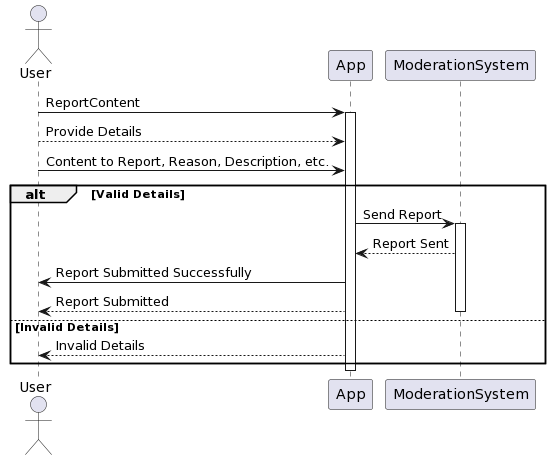 User
App
ModerationSystem
ReportContent
Provide Details
Content to Report, Reason, Description, etc.
alt
[Valid Details]
Send Report
Report Sent
Report Submitted Successfully
Report Submitted
[Invalid Details]
Invalid Details
User
App
ModerationSystem